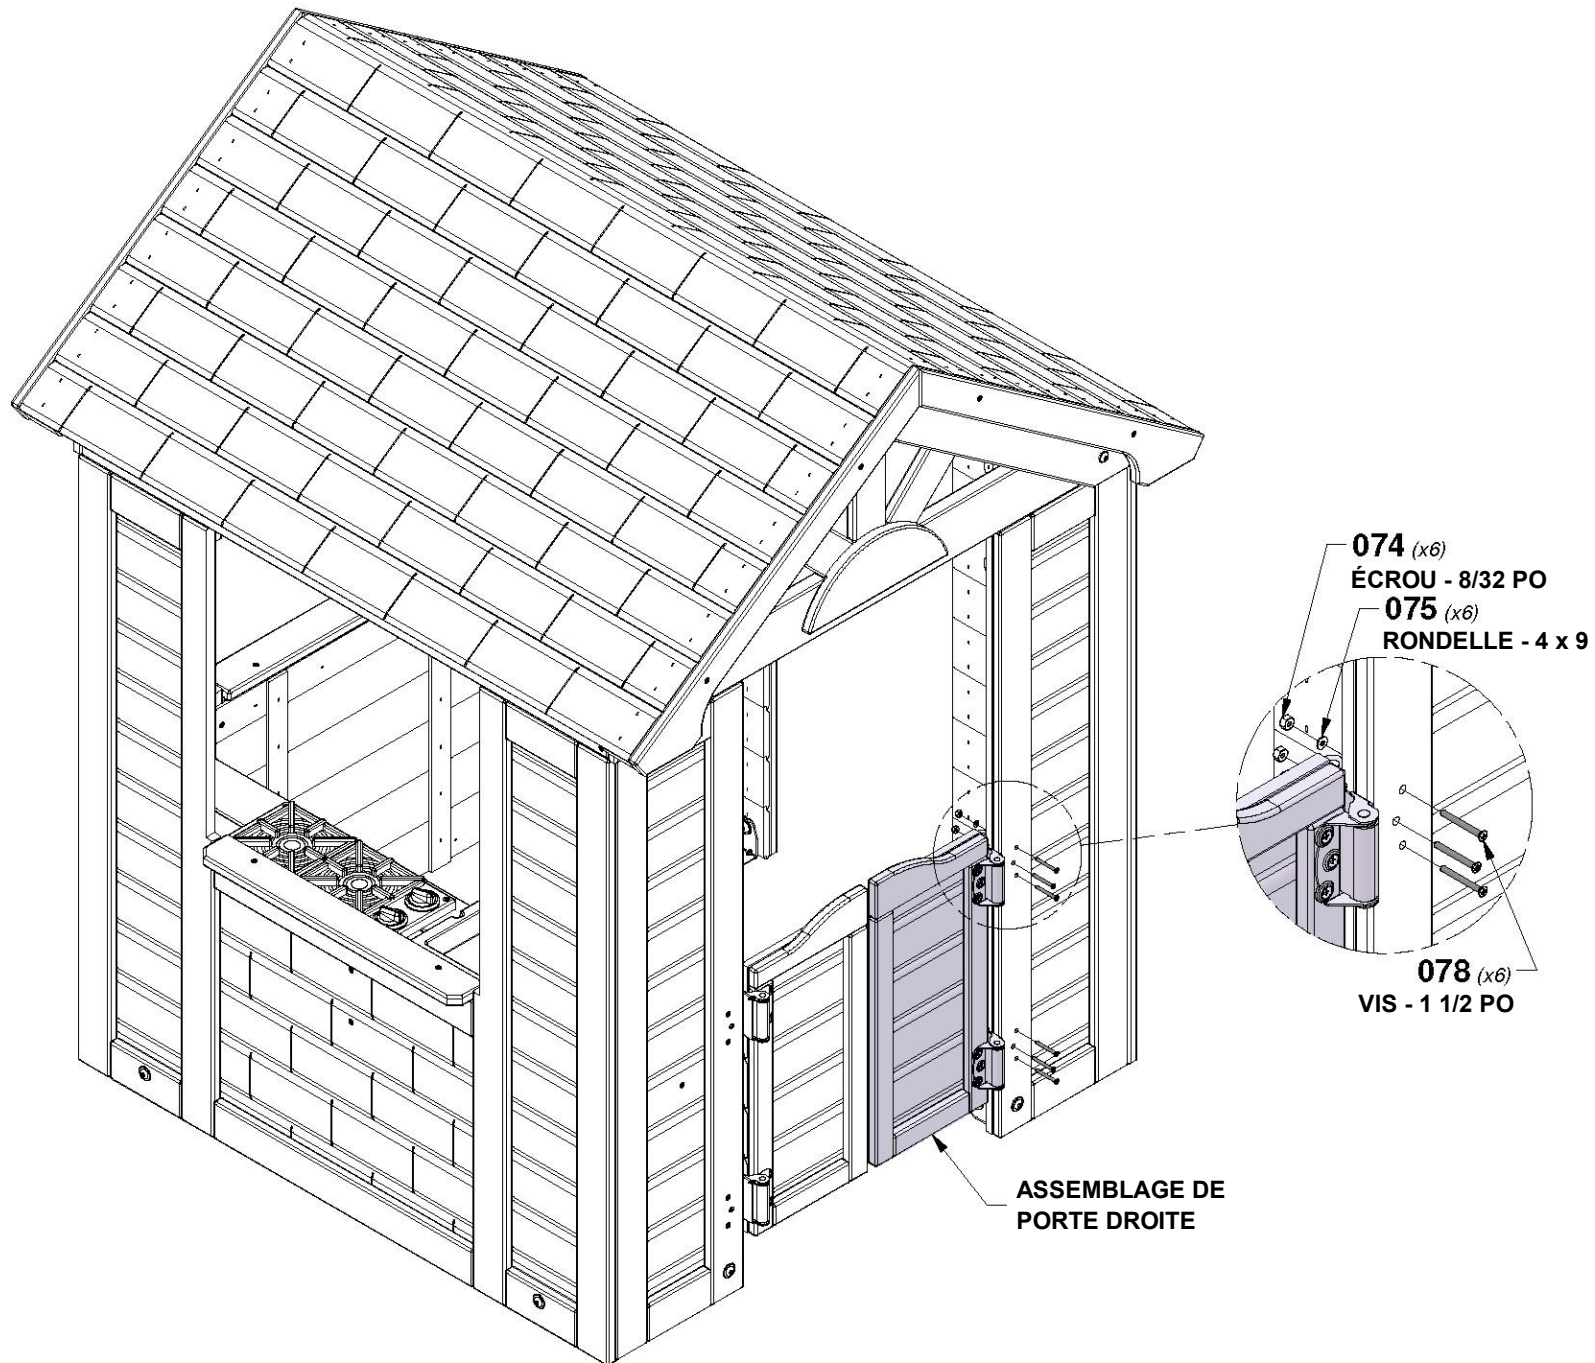 074 (x6)
ÉCROU - 8/32 PO
075 (x6)
RONDELLE - 4 x 9
078 (x6)
VIS - 1 1/2 PO
ASSEMBLAGE DE
PORTE DROITE